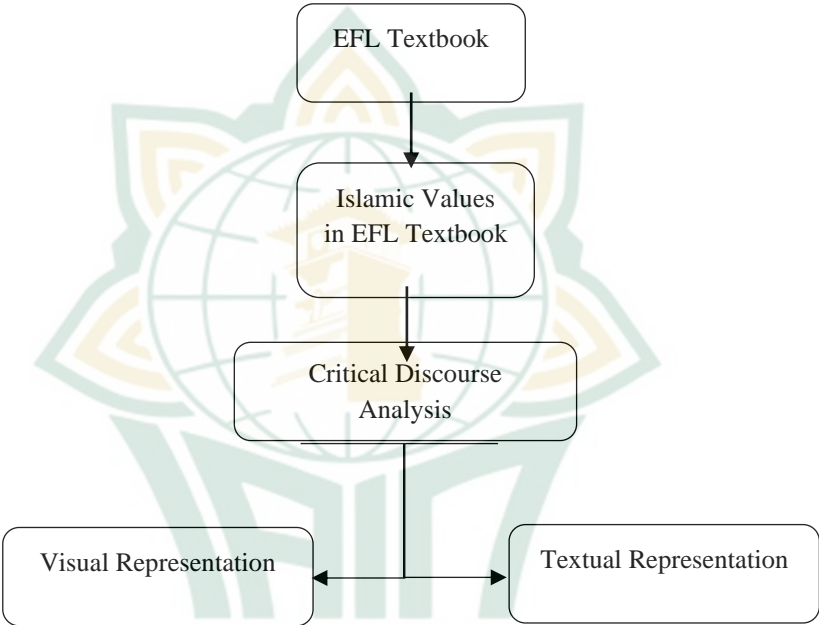 EFL Textbook
Islamic Values
in EFL Textbook
Critical Discourse
Analysis
Visual Representation
Textual Representation